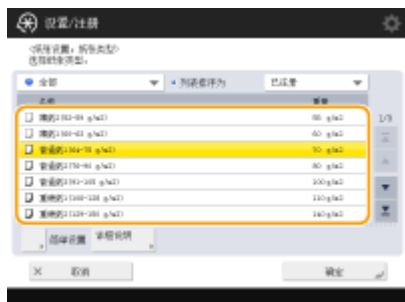 设置/注册
<纸张设置: 纸张类型>
选择纸张类型。
全部
列表排序为
已注册
名称
重量
1/9
薄纸2(52-59 g/m2)
薄纸1(60-63 g/m2)
60 g/m2
普通纸1(64-75 g/m2)
70 g/m2
普通纸2(76-90 g/m2)
80 g/m2
普通纸3(91-105 g/m2)
100 g/m2
重磅纸1(106-128 g/m2)
重磅纸2(129-150 g/m2)
140 g/m2
简单设置
详细说明
取消
确定